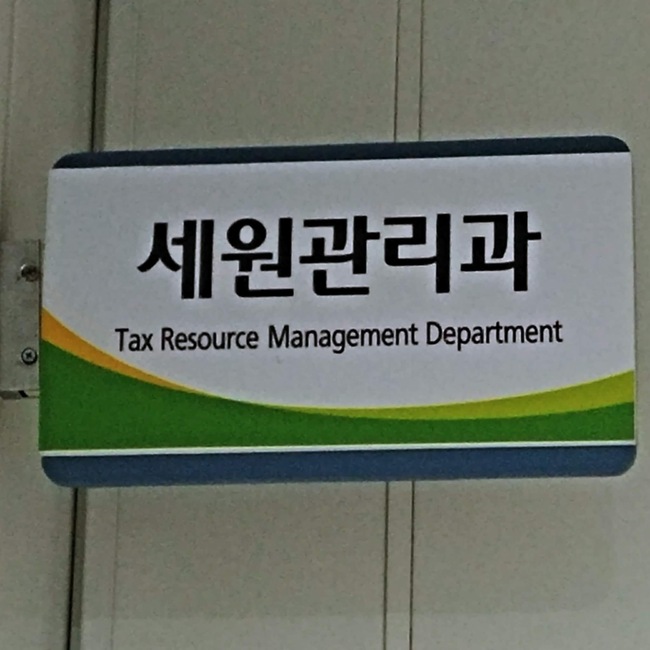 세원관리과
Tax Resource Management Department